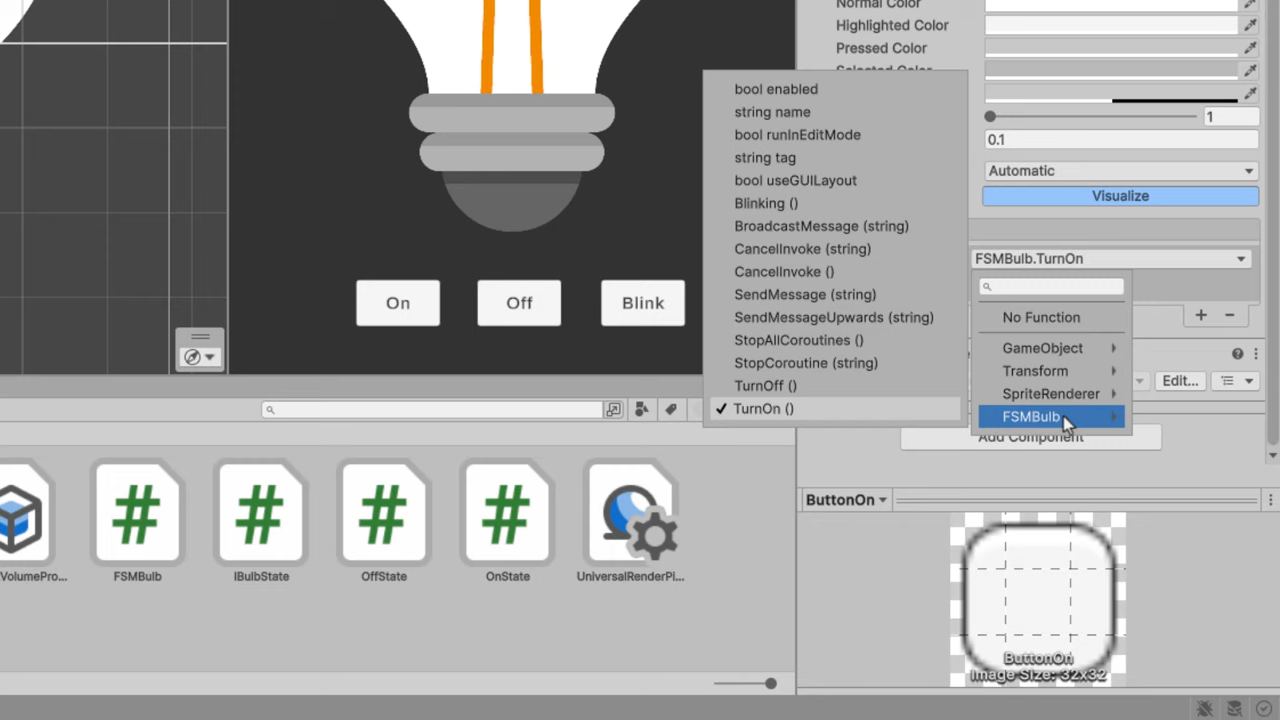 Normal Color
Highlighted Color
Pressed Color
bool enabled
string name
bool runInEditMode
string tag
bool useGUILayout
Blinking ()
BroadcastMessage (string)
CancelInvoke (string)
CancelInvoke ()
SendMessage (string)
SendMessageUpwards (string)
StopAllCoroutines ()
StopCoroutine (string)
TurnOff ()
TurnOn ()
1
0.1
Automatic
Visualize
FSMBulb.TurnOn
No Function
GameObject
Transform
SpriteRenderer
FSMBulb
Edit...
Add Component
On
Off
Blink
VolumePro...
FSMBulb
IBulbState
OffState
OnState
UniversalRenderPi...
ButtonOn
ButtonOn
Image Size: 32x32